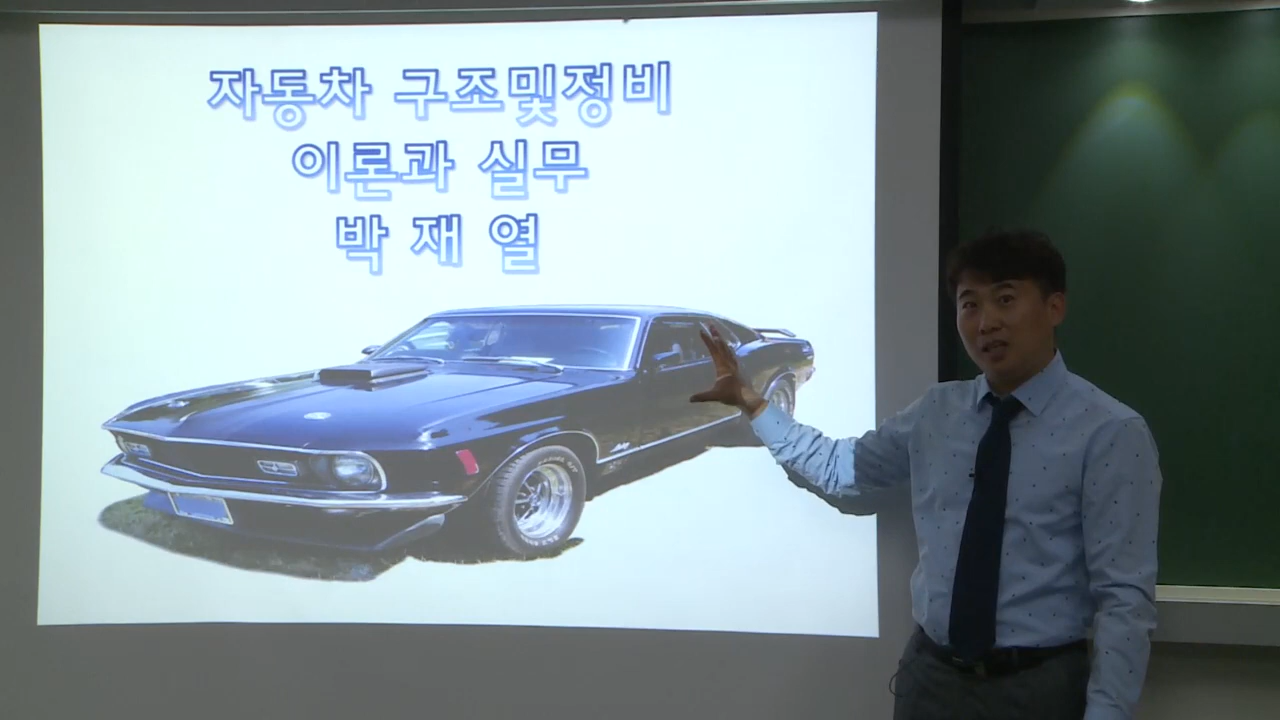 자동차 구조및정비
이론과 실무
박 재 열